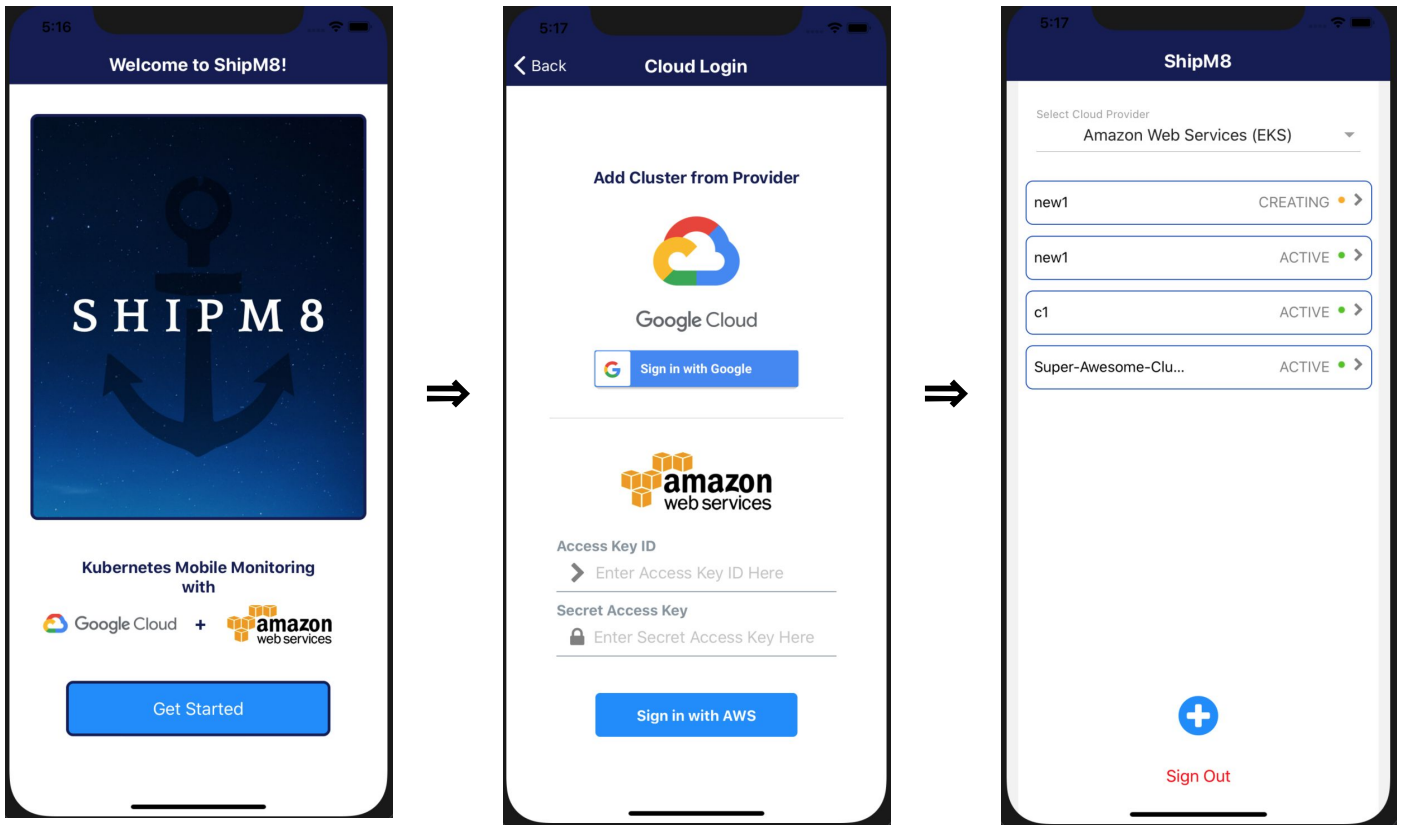 5:16
Welcome to ShipM8!
SHIPM8
Kubernetes Mobile Monitoring
with
Google Cloud + amazon
web services
Get Started
⇒
5:17
Back Cloud Login
Add Cluster from Provider
Google Cloud
G Sign in with Google
amazon
web services
Access Key ID
Enter Access Key ID Here
Secret Access Key
Enter Secret Access Key Here
Sign in with AWS
⇒
5:17
ShipM8
Select Cloud Provider
Amazon Web Services (EKS)
new1 CREATING
new1 ACTIVE
c1 ACTIVE
Super-Awesome-Clu... ACTIVE
Sign Out